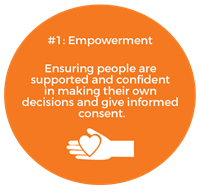 #1: Empowerment
Ensuring people are
supported and confident
in making their own
decisions and give informed
consent.